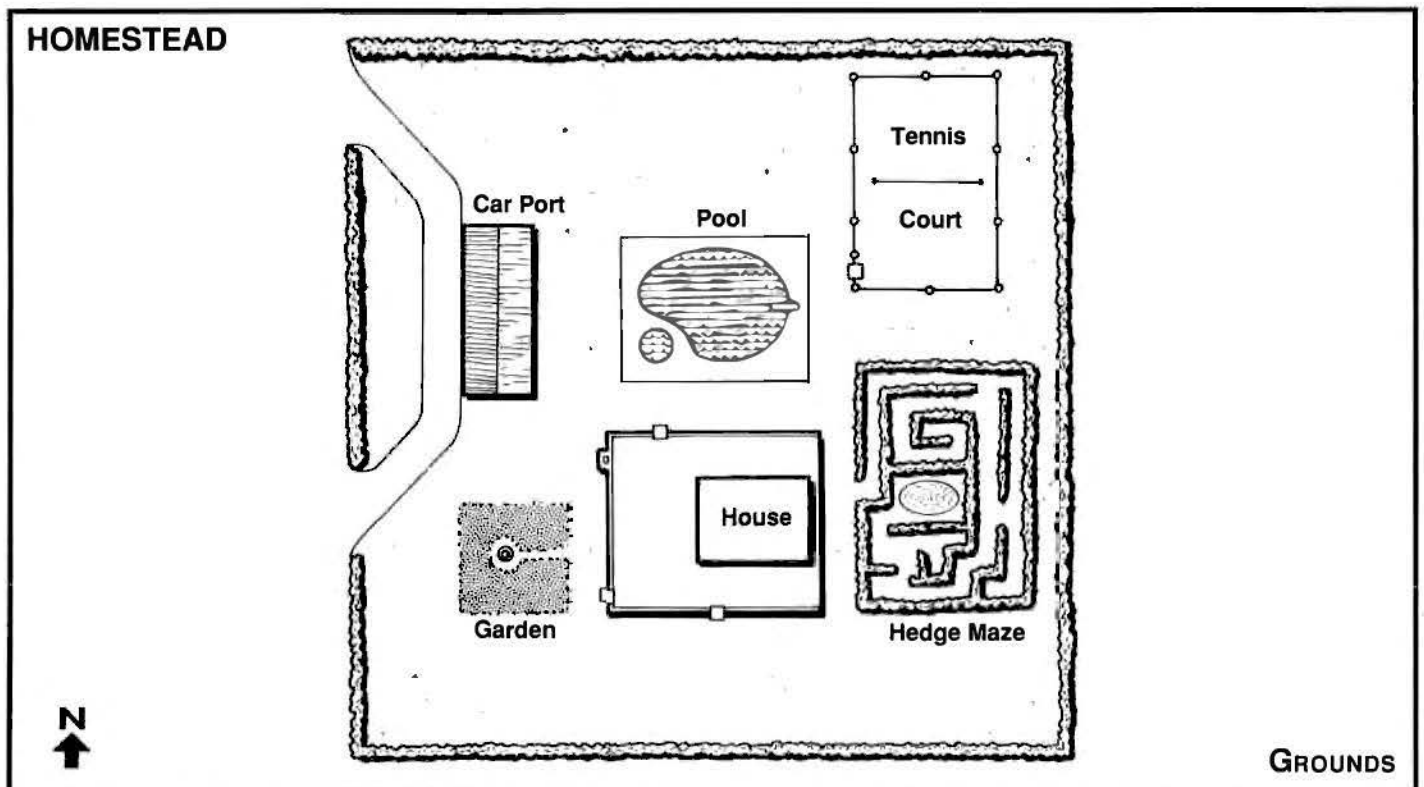 HOMESTEAD
Tennis
Court
Car Port
Pool
House
Garden
Hedge Maze
N
GROUNDS